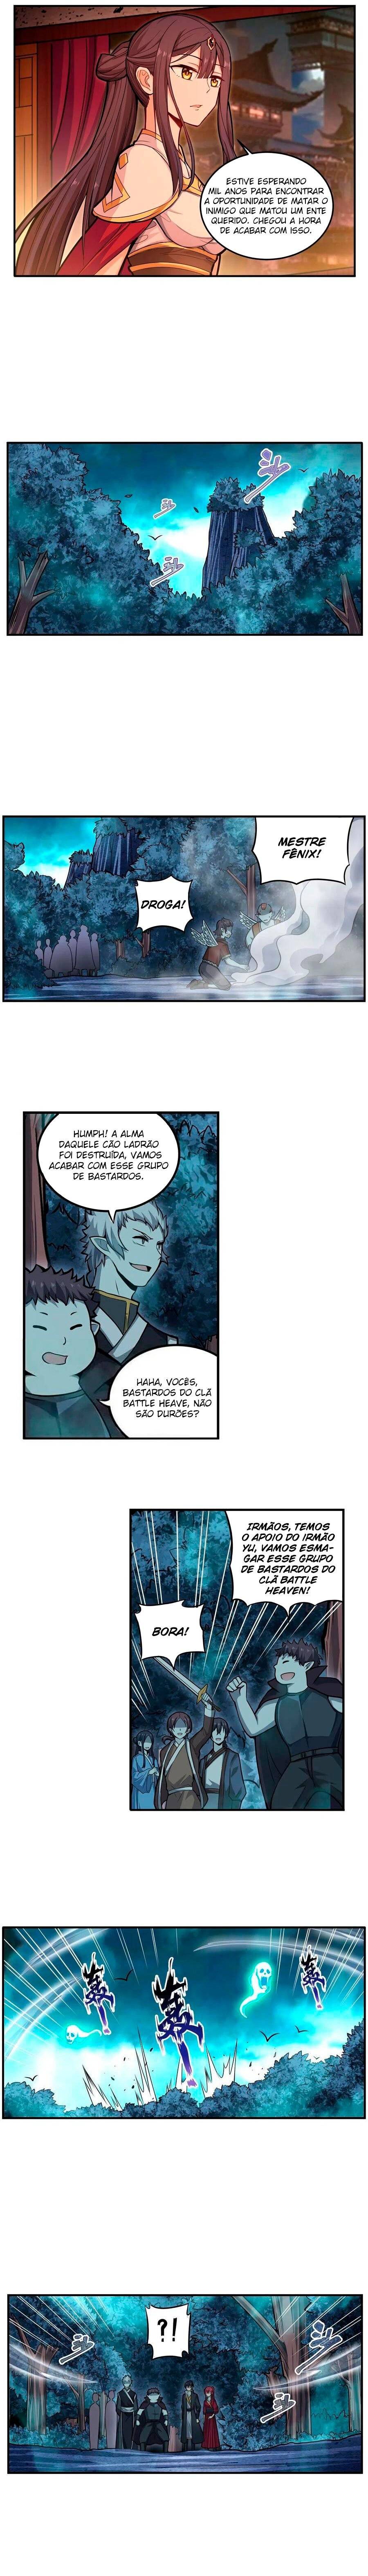 ESTIVE ESPERANDO
MIL ANOS PARA ENCONTRAR
A OPORTUNIDADE DE MATAR O
INIMIGO QUE MATOU UM ENTE
QUERIDO. CHEGOU A HORA
DE ACABAR COM ISSO.
MESTRE
FÊNIX!
DROGA!
HUMPH! A ALMA
DAQUELE CÃO LADRÃO
FOI DESTRUÍDA, VAMOS
ACABAR COM ESSE GRUPO
DE BASTARDOS.
HAHA, VOCÊS,
BASTARDOS DO CLÃ
BATTLE HEAVE, NÃO
SÃO DURÕES?
IRMÃOS, TEMOS
O APOIO DO IRMÃO
YU, VAMOS ESMA-
GAR ESSE GRUPO
DE BASTARDOS DO
CLÃ BATTLE
HEAVEN!
BORA!
轰
轰
轰
?!